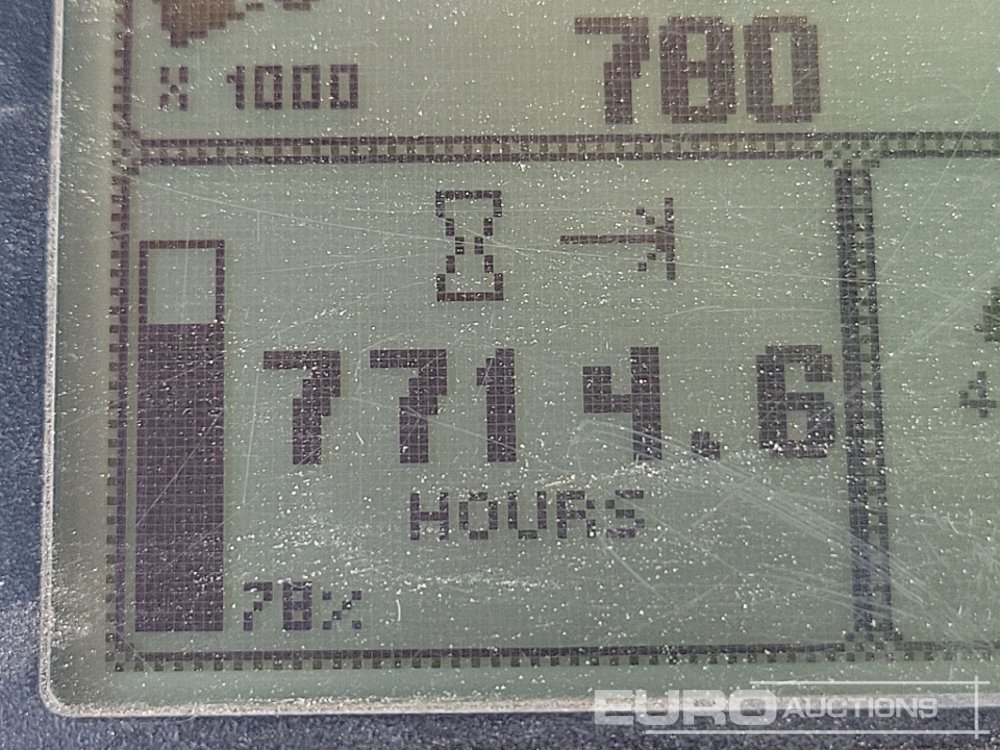 780
X 1000
7714.6
HOURS
78%
EURO AUCTIONS